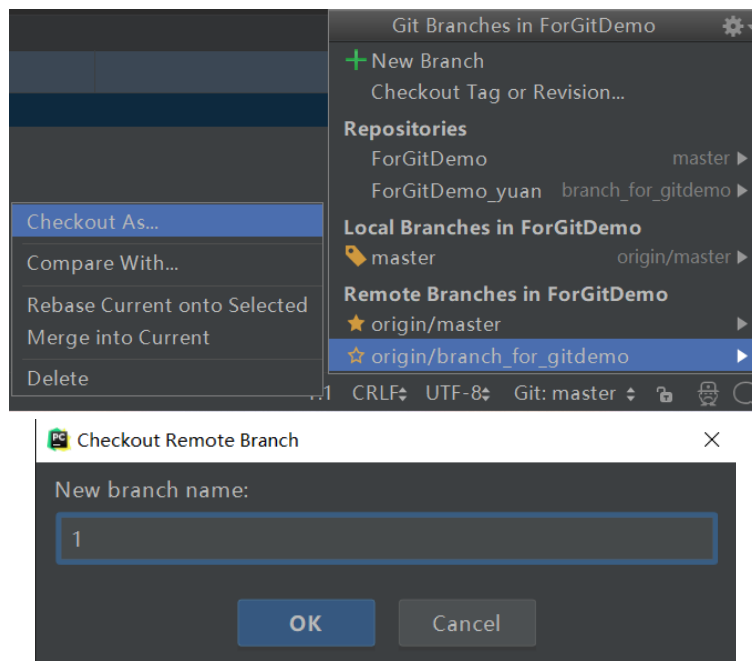 Git Branches in ForGitDemo
New Branch
Checkout Tag or Revision...
Repositories
ForGitDemo master
ForGitDemo_yuan branch_for_gitdemo
Local Branches in ForGitDemo
master origin/master
Remote Branches in ForGitDemo
origin/master
origin/branch_for_gitdemo
Checkout As...
Compare With...
Rebase Current onto Selected
Merge into Current
Delete
CRLF UTF-8 Git: master
PC Checkout Remote Branch
New branch name:
1
OK Cancel